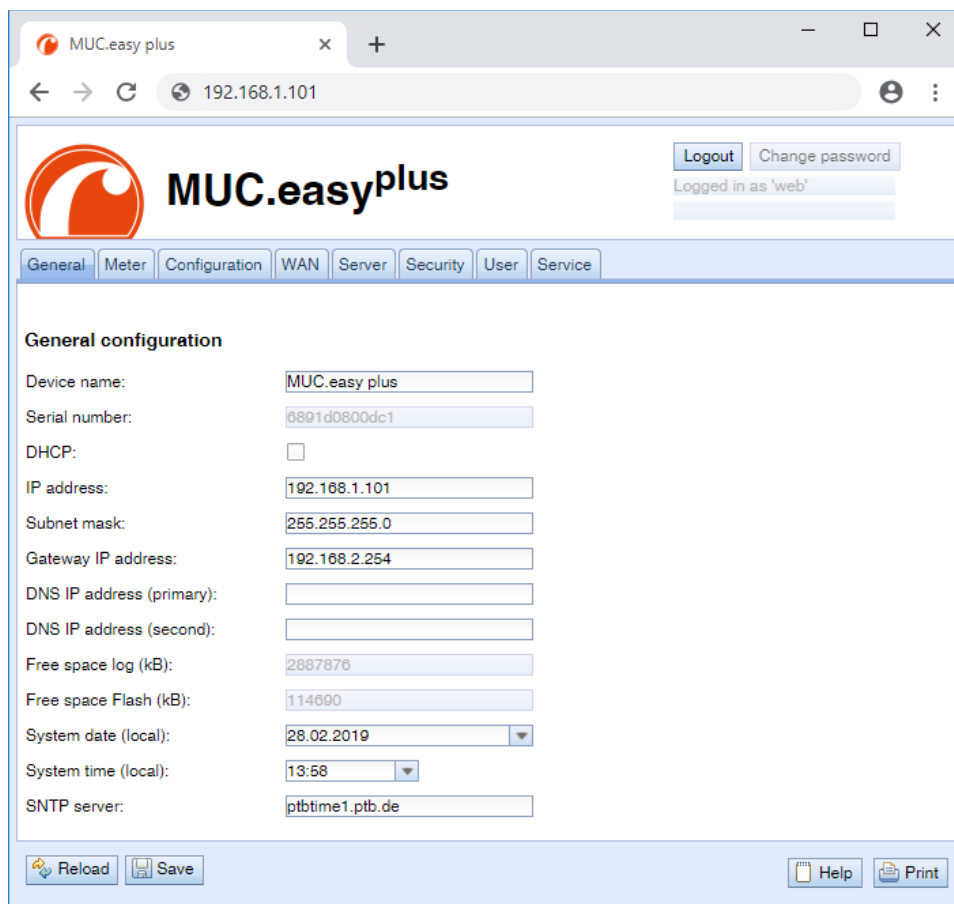 MUC.easy plus
192.168.1.101
MUC.easyplus
Logout Change password
Logged in as 'web'
General Meter Configuration WAN Server Security User Service
General configuration
Device name: MUC.easy plus
Serial number: 6891d0800dc1
DHCP:
IP address: 192.168.1.101
Subnet mask: 255.255.255.0
Gateway IP address: 192.168.2.254
DNS IP address (primary):
DNS IP address (second):
Free space log (kB): 2887876
Free space Flash (kB): 114690
System date (local): 28.02.2019
System time (local): 13:58
SNTP server: ptbtime1.ptb.de
Reload Save Help Print